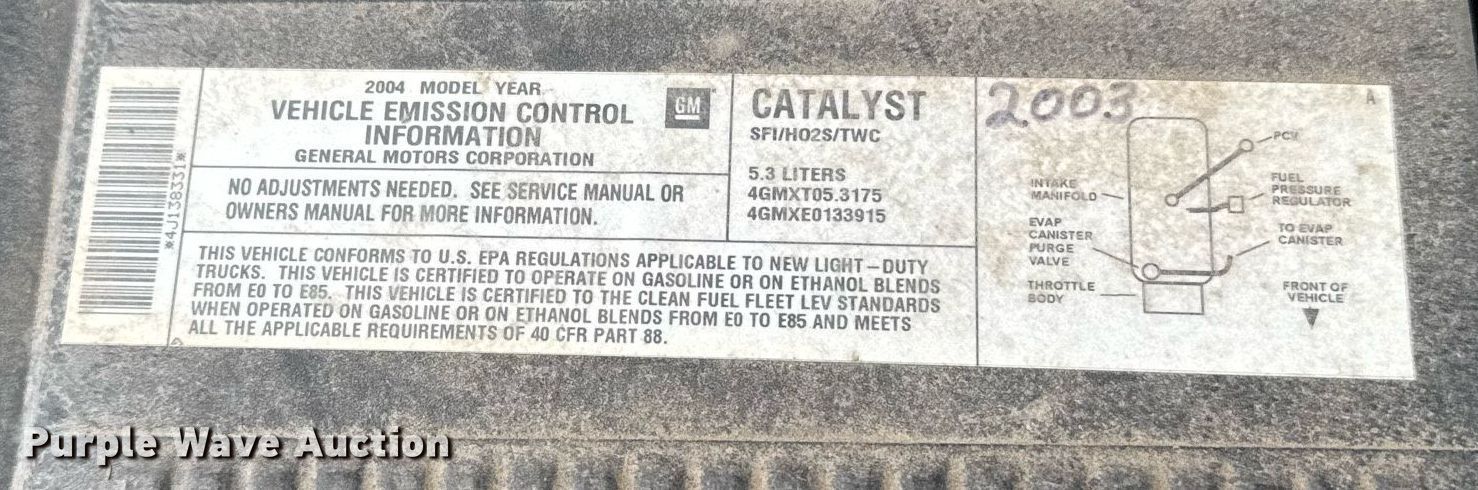 *4J138331*
2004 MODEL YEAR
VEHICLE EMISSION CONTROL
INFORMATION
GENERAL MOTORS CORPORATION
GM
NO ADJUSTMENTS NEEDED. SEE SERVICE MANUAL OR
OWNERS MANUAL FOR MORE INFORMATION.
CATALYST
SFI/HO2S/TWC
5.3 LITERS
4GMXT05.3175
4GMXE0133915
THIS VEHICLE CONFORMS TO U.S. EPA REGULATIONS APPLICABLE TO NEW LIGHT-DUTY
TRUCKS. THIS VEHICLE IS CERTIFIED TO OPERATE ON GASOLINE OR ON ETHANOL BLENDS
FROM E0 TO E85. THIS VEHICLE IS CERTIFIED TO THE CLEAN FUEL FLEET LEV STANDARDS
WHEN OPERATED ON GASOLINE OR ON ETHANOL BLENDS FROM E0 TO E85 AND MEETS
ALL THE APPLICABLE REQUIREMENTS OF 40 CFR PART 88.
2003
A
PCV
INTAKE
MANIFOLD
FUEL
PRESSURE
REGULATOR
EVAP
CANISTER
PURGE
VALVE
TO EVAP
CANISTER
THROTTLE
BODY
FRONT OF
VEHICLE
Purple Wave Auction